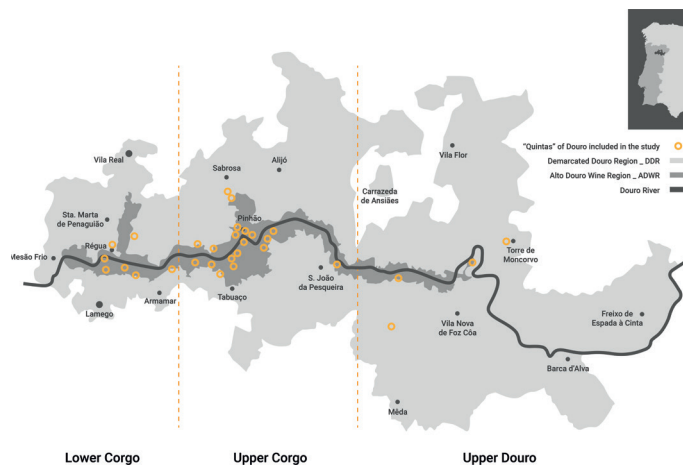 "Quintas" of Douro included in the study
Demarcated Douro Region _ DDR
Alto Douro Wine Region _ ADWR
Douro River
Vila Real
Sabrosa
Alijó
Vila Flor
Carrazeda
de Ansiães
Sta. Marta
de Penaguião
Pinhão
Régua
Mesão Frio
Torre de
Moncorvo
S. João
da Pesqueira
Lamego
Armamar
Tabuaço
Vila Nova
de Foz Côa
Freixo de
Espada à Cinta
Barca d'Alva
Mêda
Lower Corgo
Upper Corgo
Upper Douro